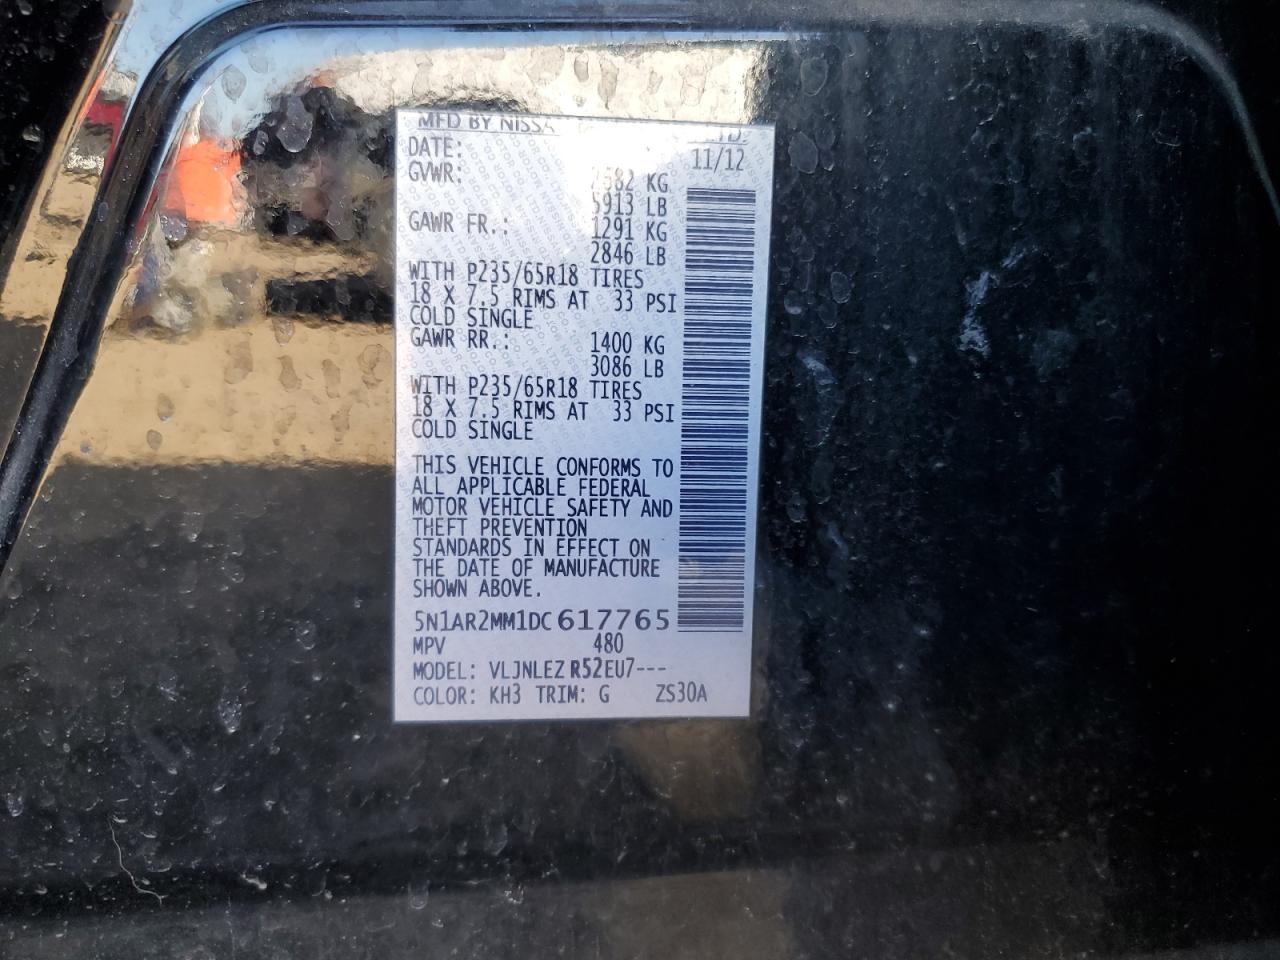 MFD BY NISSA LTD.
DATE: 11/12
GVWR: 2682 KG
5913 LB
GAWR FR.: 1291 KG
2846 LB
WITH P235/65R18 TIRES
18 X 7.5 RIMS AT 33 PSI
COLD SINGLE
GAWR RR.: 1400 KG
3086 LB
WITH P235/65R18 TIRES
18 X 7.5 RIMS AT 33 PSI
COLD SINGLE
THIS VEHICLE CONFORMS TO
ALL APPLICABLE FEDERAL
MOTOR VEHICLE SAFETY AND
THEFT PREVENTION
STANDARDS IN EFFECT ON
THE DATE OF MANUFACTURE
SHOWN ABOVE.
5N1AR2MM1DC617765
MPV 480
MODEL: VLJNLEZR52EU7---
COLOR: KH3 TRIM: G ZS30A